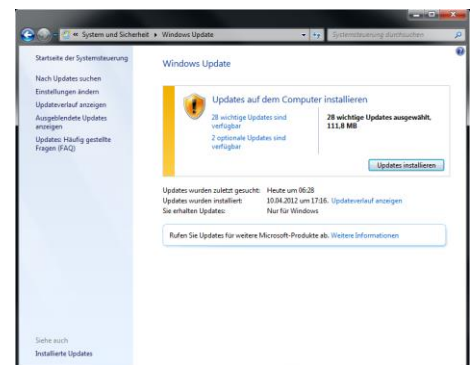 « System und Sicherheit ▸ Windows Update
Systemsteuerung durchsuchen
Startseite der Systemsteuerung
Nach Updates suchen
Einstellungen ändern
Updateverlauf anzeigen
Ausgeblendete Updates
anzeigen
Updates: Häufig gestellte
Fragen (FAQ)
Siehe auch
Installierte Updates
Windows Update
Updates auf dem Computer installieren
28 wichtige Updates sind
verfügbar
2 optionale Updates sind
verfügbar
28 wichtige Updates ausgewählt,
111,8 MB
Updates installieren
Updates wurden zuletzt gesucht: Heute um 06:28
Updates wurden installiert: 10.04.2012 um 17:16. Updateverlauf anzeigen
Sie erhalten Updates: Nur für Windows
Rufen Sie Updates für weitere Microsoft-Produkte ab. Weitere Informationen